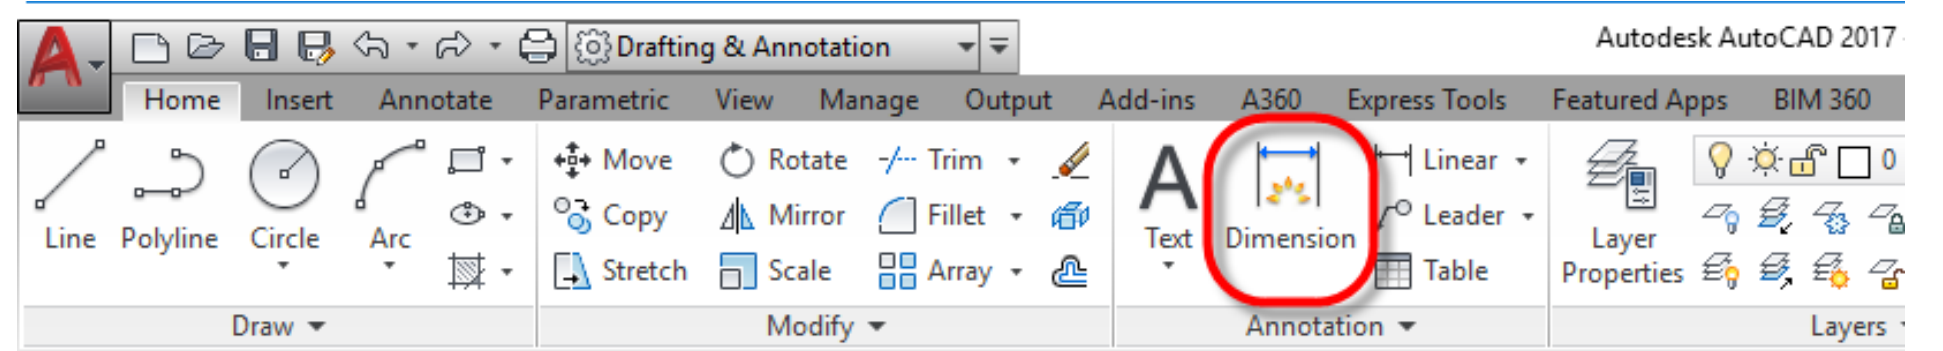 Drafting & Annotation
Autodesk AutoCAD 2017
Home Insert Annotate Parametric View Manage Output Add-ins A360 Express Tools Featured Apps BIM 360
Move Rotate Trim Linear 0
Copy Mirror Fillet Leader
Line Polyline Circle Arc Text Dimension Layer Properties
Stretch Scale Array Table
Draw Modify Annotation Layers